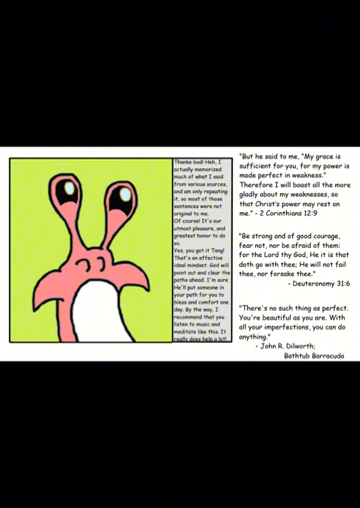 Thanks bud! Heh, I
actually memorized
much of what I said
from various sources,
and am only repeating
it, so most of those
sentences were not
original to me.
Of course! It's our
utmost pleasure, and
greatest honor to do
so.
Yes, you got it Tang!
That's an effective
ideal mindset. God will
point out and clear the
paths ahead. I'm sure
He'll put someone in
your path for you to
bless and comfort one
day. By the way, I
recommend that you
listen to music and
meditate like this. It
really does help a lot!
"But he said to me, "My grace is
sufficient for you, for my power is
made perfect in weakness."
Therefore I will boast all the more
gladly about my weaknesses, so
that Christ's power may rest on
me." - 2 Corinthians 12:9
"Be strong and of good courage,
fear not, nor be afraid of them:
for the Lord thy God, He it is that
doth go with thee; He will not fail
thee, nor forsake thee."
- Deuteronomy 31:6
"There's no such thing as perfect.
You're beautiful as you are. With
all your imperfections, you can do
anything."
- John R. Dilworth;
Bathtub Barracuda